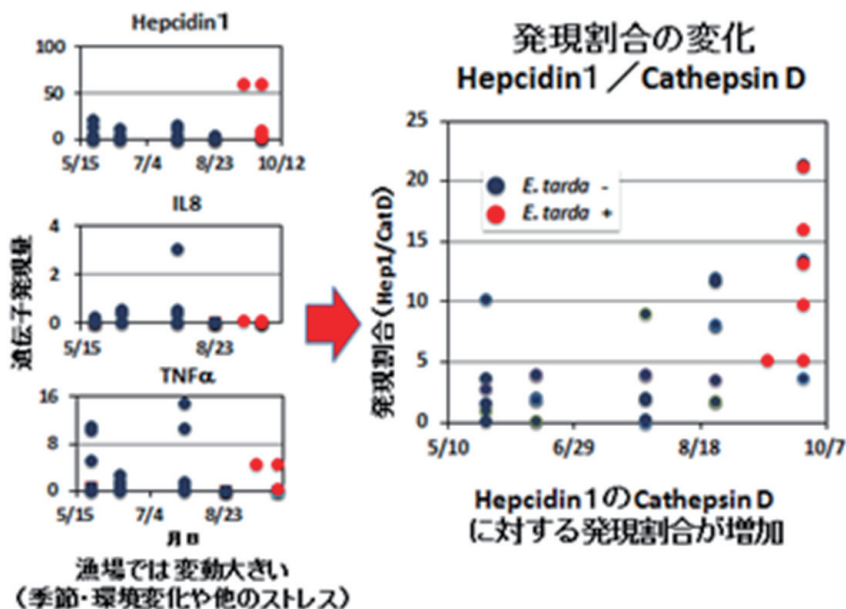 Hepcidin1
100
50
0
5/15 7/4 8/23 10/12
IL8
4
2
0
5/15 8/23
TNFα
16
8
0
5/15 7/4 8/23
遺伝子発現量
月日
漁場では変動大きい
(季節・環境変化や他のストレス)
発現割合の変化
Hepcidin1／Cathepsin D
25
20
15
10
5
0
E. tarda -
E. tarda +
発現割合(Hep1/CatD)
5/10 6/29 8/18 10/7
Hepcidin1のCathepsin D
に対する発現割合が増加